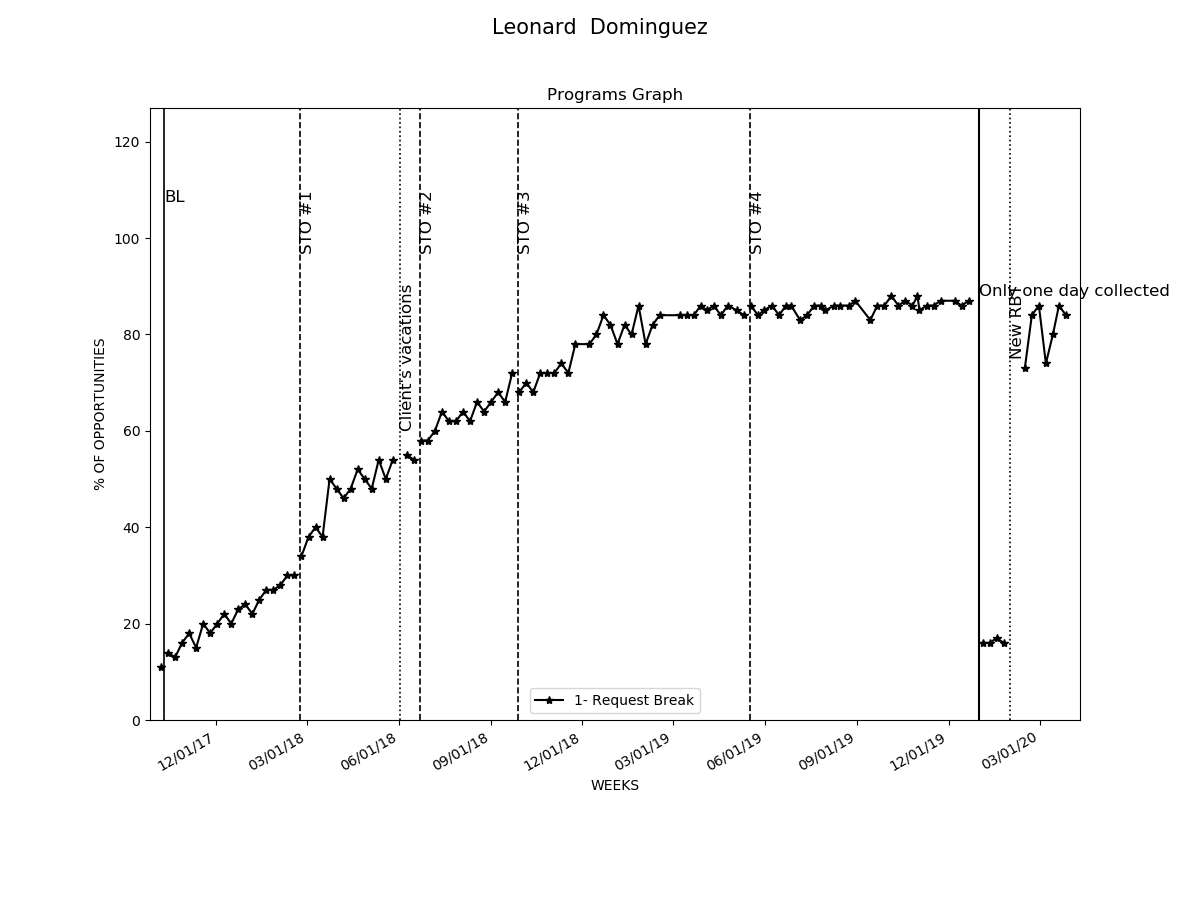 Leonard  Dominguez
Programs Graph
120
100
80
60
40
20
0
% OF OPPORTUNITIES
BL
STO #1
Client's vacations
STO #2
STO #3
STO #4
Only one day collected
New RBT
1- Request Break
12/01/17
03/01/18
06/01/18
09/01/18
12/01/18
03/01/19
06/01/19
09/01/19
12/01/19
03/01/20
WEEKS